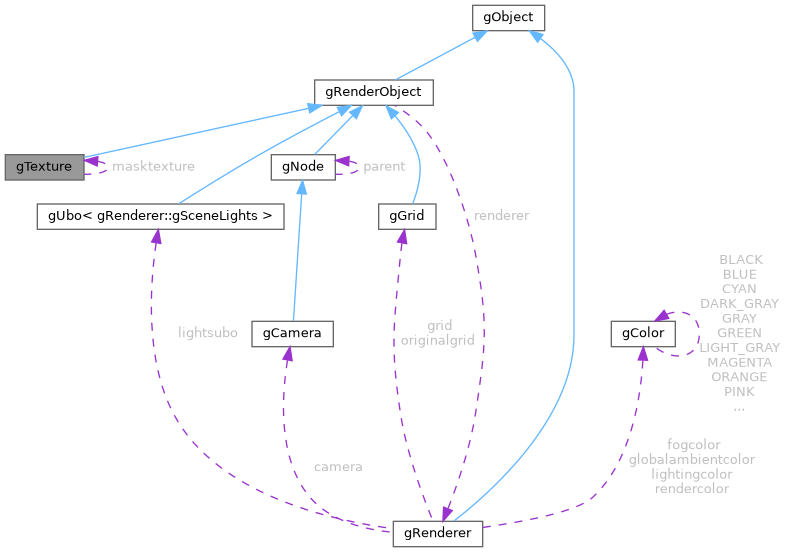 gObject
gRenderObject
gTexture
masktexture
gNode
parent
gUbo< gRenderer::gSceneLights >
gGrid
renderer
BLACK
BLUE
CYAN
DARK_GRAY
GRAY
GREEN
LIGHT_GRAY
MAGENTA
ORANGE
PINK
...
lightsubo
gCamera
grid
originalgrid
gColor
camera
fogcolor
globalambientcolor
lightingcolor
rendercolor
gRenderer